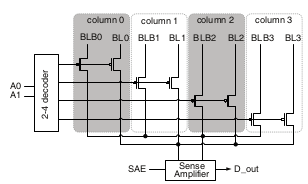 column 0 column 1 column 2 column 3
BLB0 BL0 BLB1 BL1 BLB2 BL2 BLB3 BL3
A0
A1
2-4 decoder
SAE
Sense
Amplifier
D_out